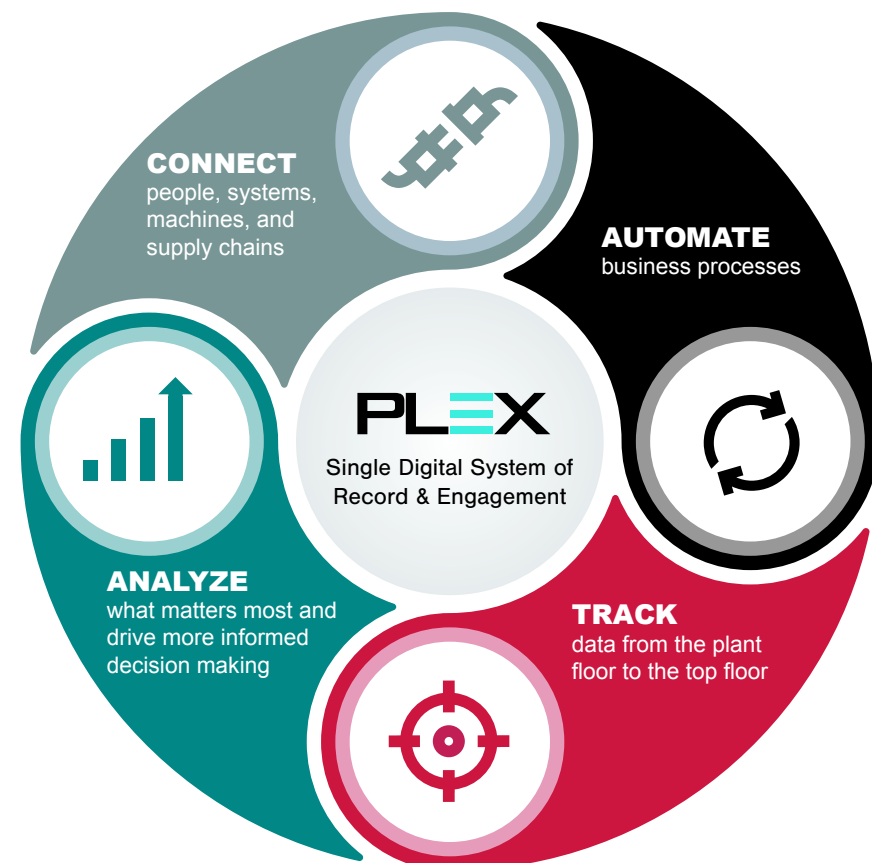 CONNECT
people, systems,
machines, and
supply chains
AUTOMATE
business processes
PLEX
Single Digital System of
Record & Engagement
ANALYZE
what matters most and
drive more informed
decision making
TRACK
data from the plant
floor to the top floor